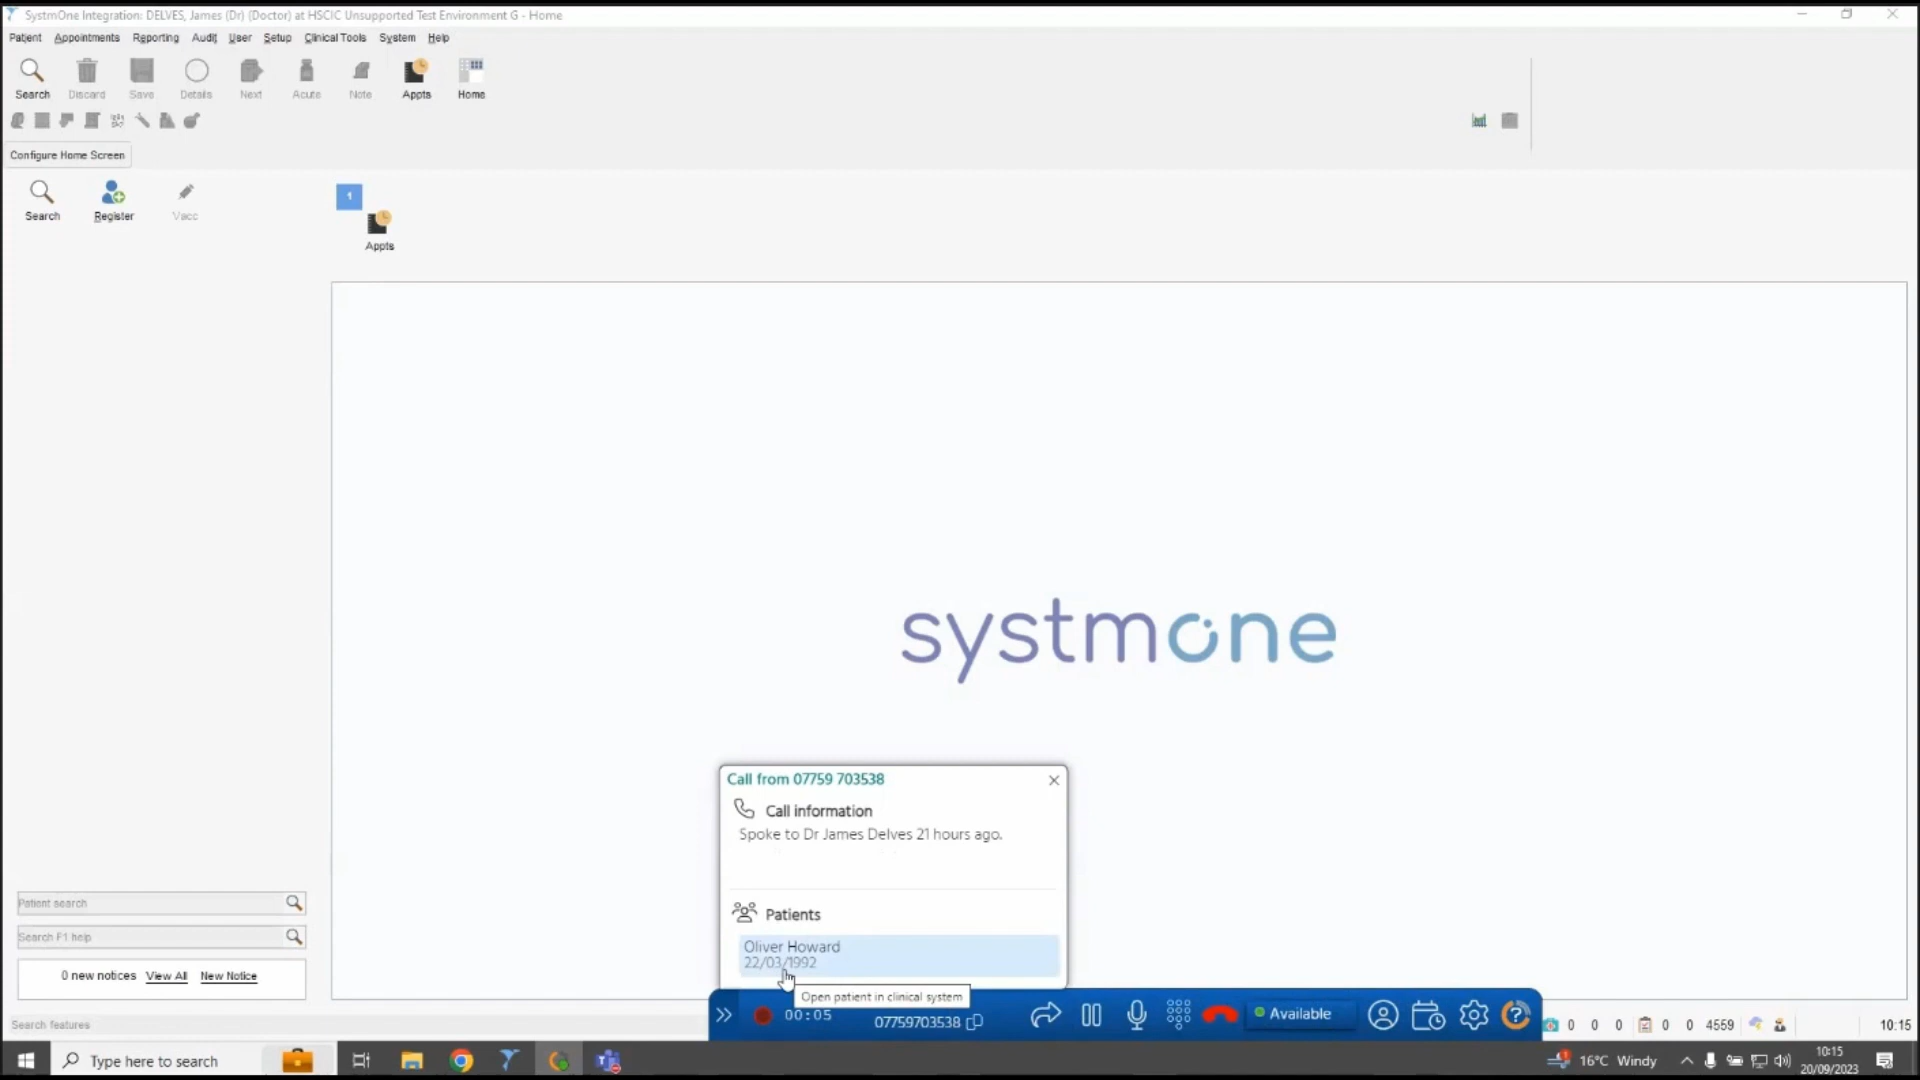 SystmOne Integration: DELVES, James (Dr) (Doctor) at HSCIC Unsupported Test Environment G - Home
Patient Appointments Reporting Audit User Setup Clinical Tools System Help
Search Discard Save Details Next Acute Note Appts Home
Configure Home Screen
Search Register Vacc
1
Appts
systmone
Call from 07759 703538
Call information
Spoke to Dr James Delves 21 hours ago.
Patients
Oliver Howard
22/03/1992
Open patient in clinical system
Patient search
Search F1 help
0 new notices View All New Notice
Search features
00:05 07759703538 Available ?
0 0 0 0 0 4559 10:15
Type here to search
16°C Windy
10:15
20/09/2023